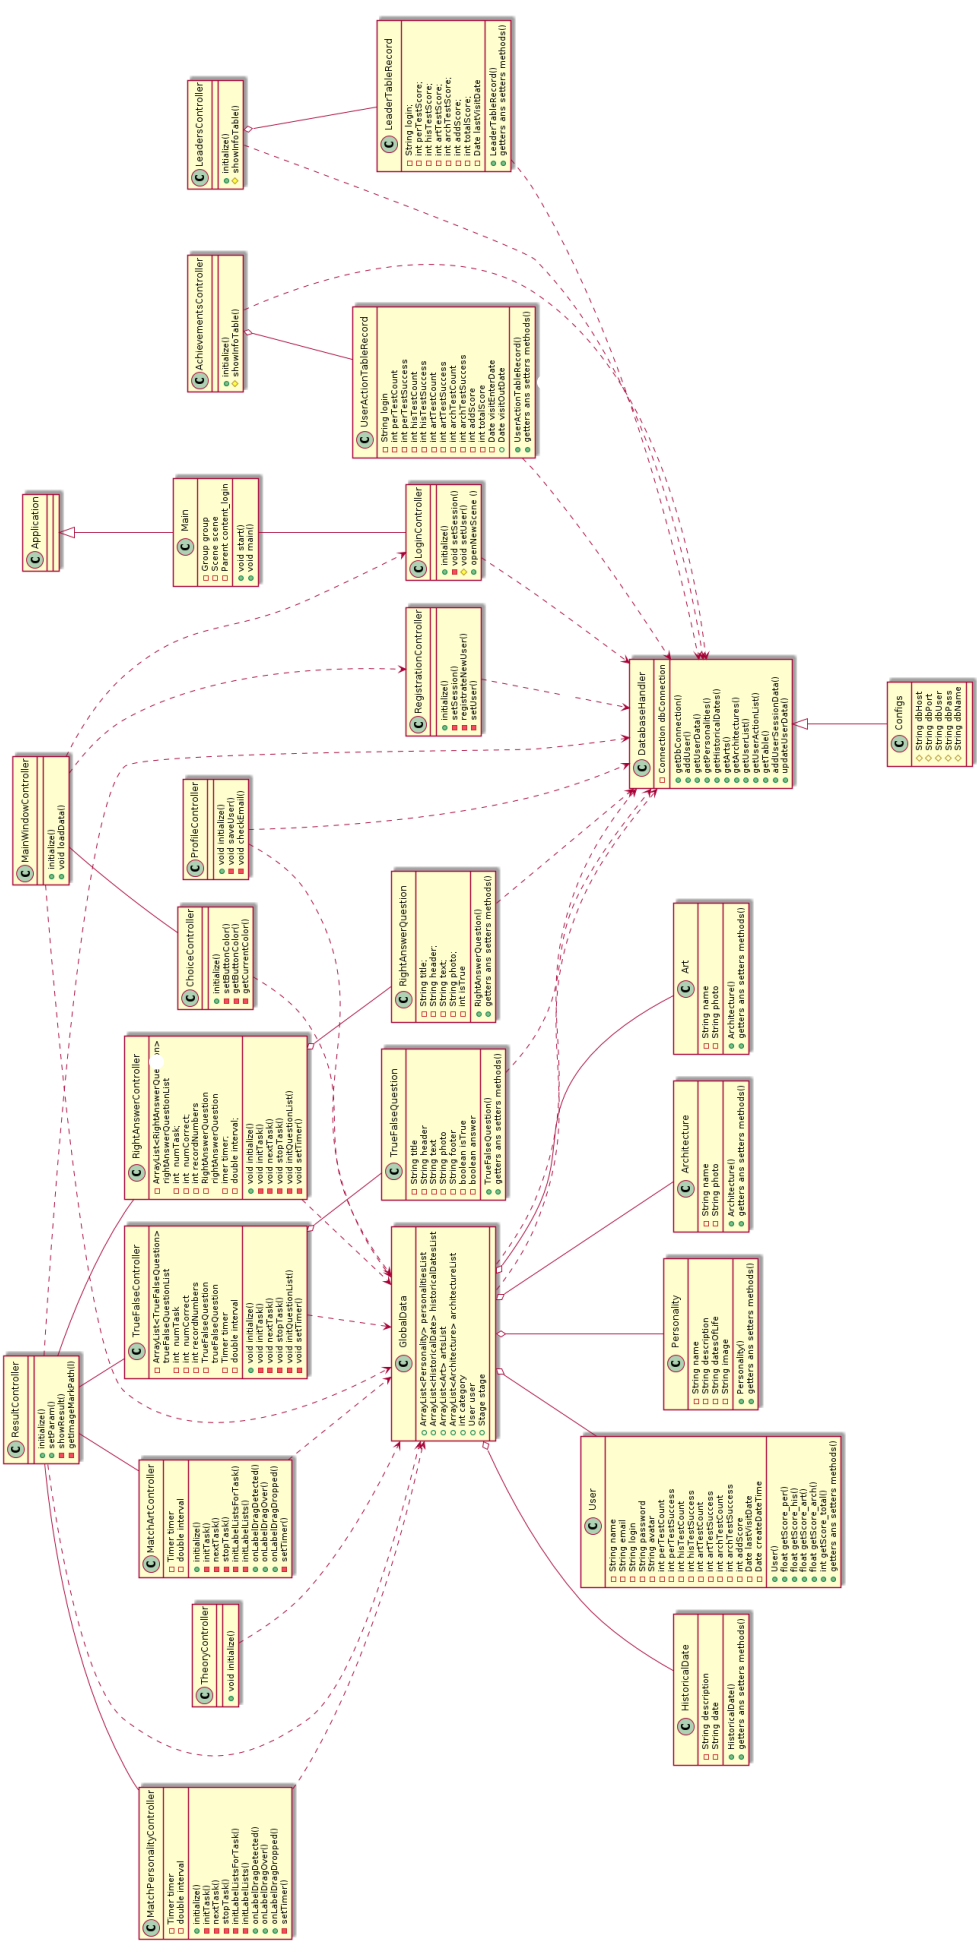 C ResultController
initialize()
setParam()
showResult()
getImageMarkPath(l)
C MainWindowController
initialize()
void loadData()
C Application
C MatchPersonalityController
Timer timer
double interval
initialize()
initTask()
nextTask()
stopTask()
initLabelListsForTask()
initLabelLists()
onLabelDragDetected()
onLabelDragOver()
onLabelDragDropped()
setTimer()
C TheoryController
void initialize()
C MatchArtController
Timer timer
double interval
initialize()
initTask()
nextTask()
stopTask()
initLabelListsForTask()
initLabelLists()
onLabelDragDetected()
onLabelDragOver()
onLabelDragDropped()
setTimer()
C TrueFalseController
ArrayList<TrueFalseQuestion>
trueFalseQuestionList
int numTask
int numCorrect
int recordNumbers
TrueFalseQuestion
trueFalseQuestion
Timer timer
double interval
void initialize()
void initTask()
void nextTask()
void stopTask()
void initQuestionList()
void setTimer()
C RightAnswerController
ArrayList<RightAnswerQue n>
rightAnswerQuestionList
int numTask;
int numCorrect;
int recordNumbers
RightAnswerQuestion
rightAnswerQuestion
Timer timer;
double interval;
void initialize()
void initTask()
void nextTask()
void stopTask()
void initQuestionList()
void setTimer()
C ChoiceController
initialize()
setButtonColor()
getButtonColor()
getCurrentColor()
C ProfileController
void initialize()
void saveUser()
void checkEmail()
C Main
Group group
Scene scene
Parent content_login
void start()
void main()
C AchievementsController
initialize()
showInfoTable()
C LeadersController
initialize()
showInfoTable()
C GlobalData
ArrayList<Personality> personalitiesList
ArrayList<HistoricalDate> historicalDatesList
ArrayList<Art> artsList
ArrayList<Architecture> architectureList
int category
User user
Stage stage
C TrueFalseQuestion
String title
String header
String text
String photo
String footer
boolean isTrue
boolean answer
TrueFalseQuestion()
getters ans setters methods()
C RightAnswerQuestion
String title;
String header;
String text;
String photo;
int isTrue
RightAnswerQuestion()
getters ans setters methods()
C RegistrationController
initialize()
setSession()
registrateNewUser()
setUser()
C LoginController
initialize()
void setSession()
void setUser()
openNewScene ()
C UserActionTableRecord
String login
int perTestCount
int perTestSuccess
int hisTestCount
int hisTestSuccess
int artTestCount
int artTestSuccess
int archTestCount
int archTestSuccess
int addScore
int totalScore
Date visitEnterDate
Date visitOutDate
UserActionTableRecord()
getters ans setters methods()
C LeaderTableRecord
String login;
int perTestScore;
int hisTestScore;
int artTestScore;
int archTestScore;
int addScore;
int totalScore;
Date lastVisitDate
LeaderTableRecord()
getters ans setters methods()
C HistoricalDate
String description
String date
HistoricalDate()
getters ans setters methods()
C User
String name
String email
String login
String password
String avatar
int perTestCount
int perTestSuccess
int hisTestCount
int hisTestSuccess
int artTestCount
int artTestSuccess
int archTestCount
int archTestSuccess
int addScore
Date lastVisitDate
Date createDateTime
User()
float getScore_per()
float getScore_his()
float getScore_art()
float getScore_arch()
int getScore_total()
getters ans setters methods()
C Personality
String name
String description
String datesOfLife
String image
Personality()
getters ans setters methods()
C Architecture
String name
String photo
Architecture()
getters ans setters methods()
C Art
String name
String photo
Architecture()
getters ans setters methods()
C DatabaseHandler
Connection dbConnection
getDbConnection()
addUser()
getUserData()
getPersonalities()
getHistoricalDates()
getArts()
getArchitectures()
getUserList()
getUserActionList()
getTable()
addUserSessionData()
updateUserData()
C Configs
String dbHost
String dbPort
String dbUser
String dbPass
String dbName